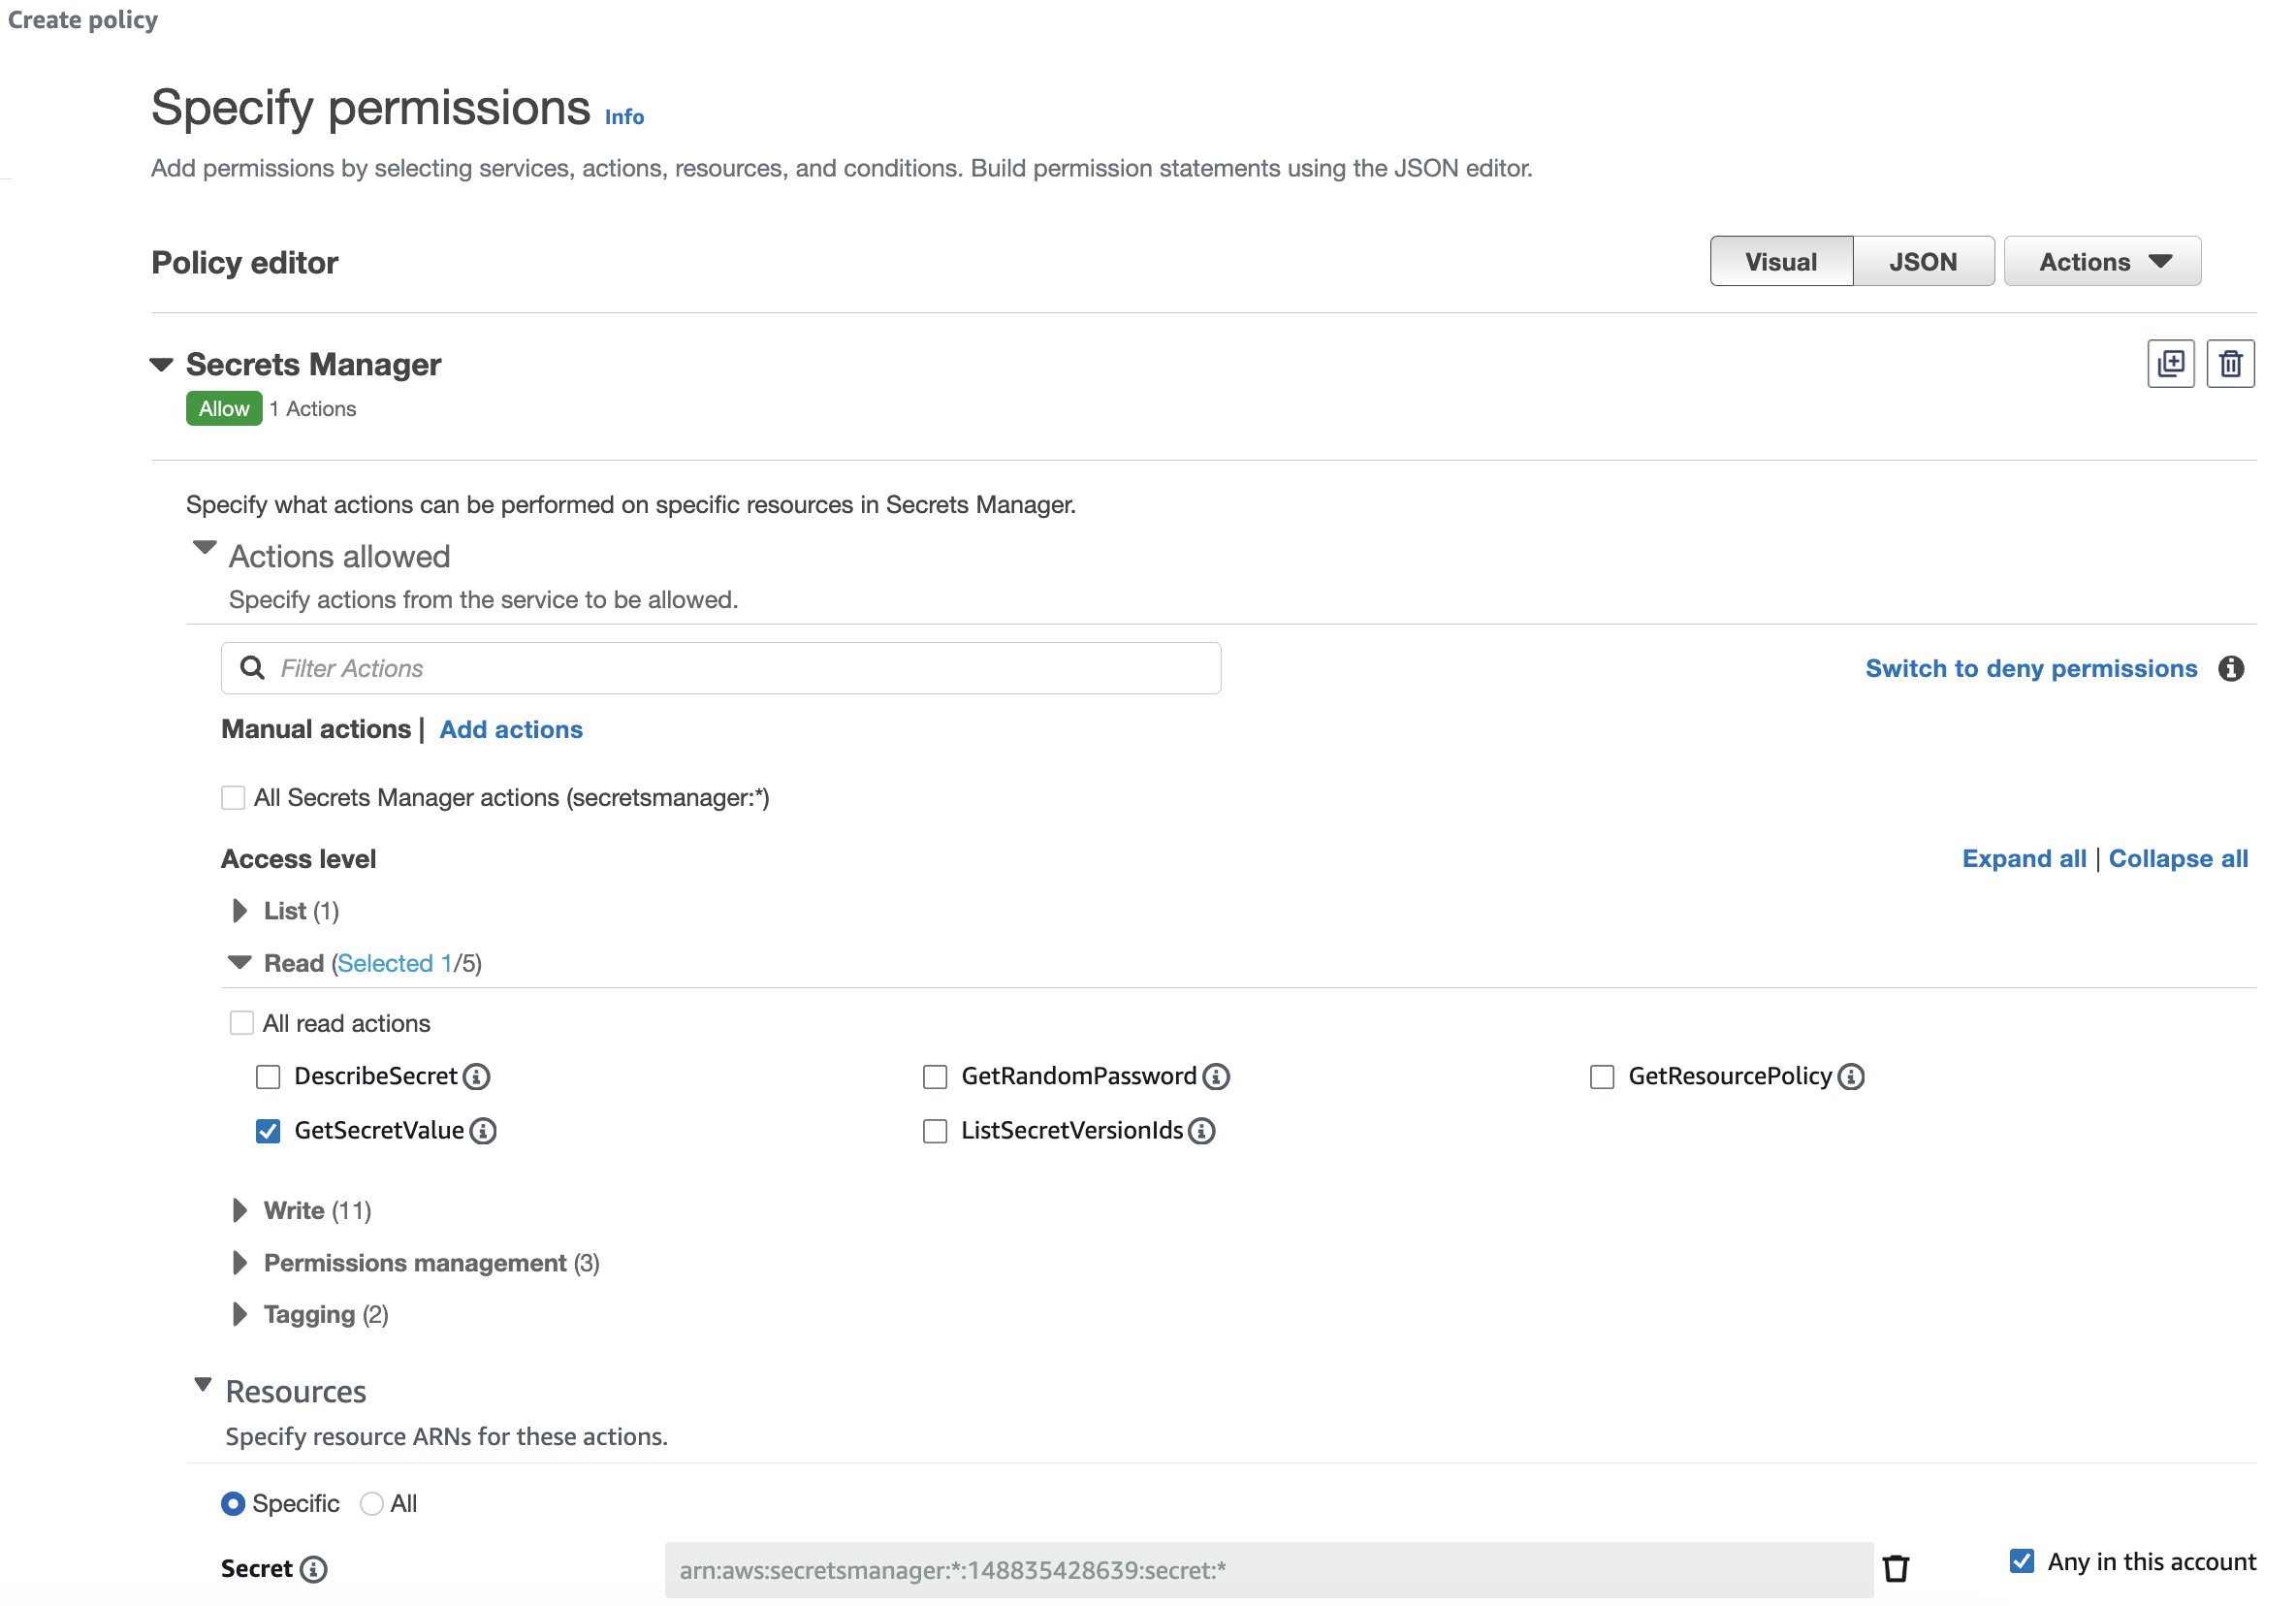 Create policy
Specify permissions Info
Add permissions by selecting services, actions, resources, and conditions. Build permission statements using the JSON editor.
Policy editor
Visual JSON Actions
Secrets Manager
Allow 1 Actions
Specify what actions can be performed on specific resources in Secrets Manager.
Actions allowed
Specify actions from the service to be allowed.
Filter Actions
Switch to deny permissions
Manual actions | Add actions
All Secrets Manager actions (secretsmanager:*)
Access level
Expand all | Collapse all
List (1)
Read (Selected 1/5)
All read actions
DescribeSecret GetRandomPassword GetResourcePolicy
GetSecretValue ListSecretVersionIds
Write (11)
Permissions management (3)
Tagging (2)
Resources
Specify resource ARNs for these actions.
Specific All
Secret arn:aws:secretsmanager:*:148835428639:secret:* Any in this account